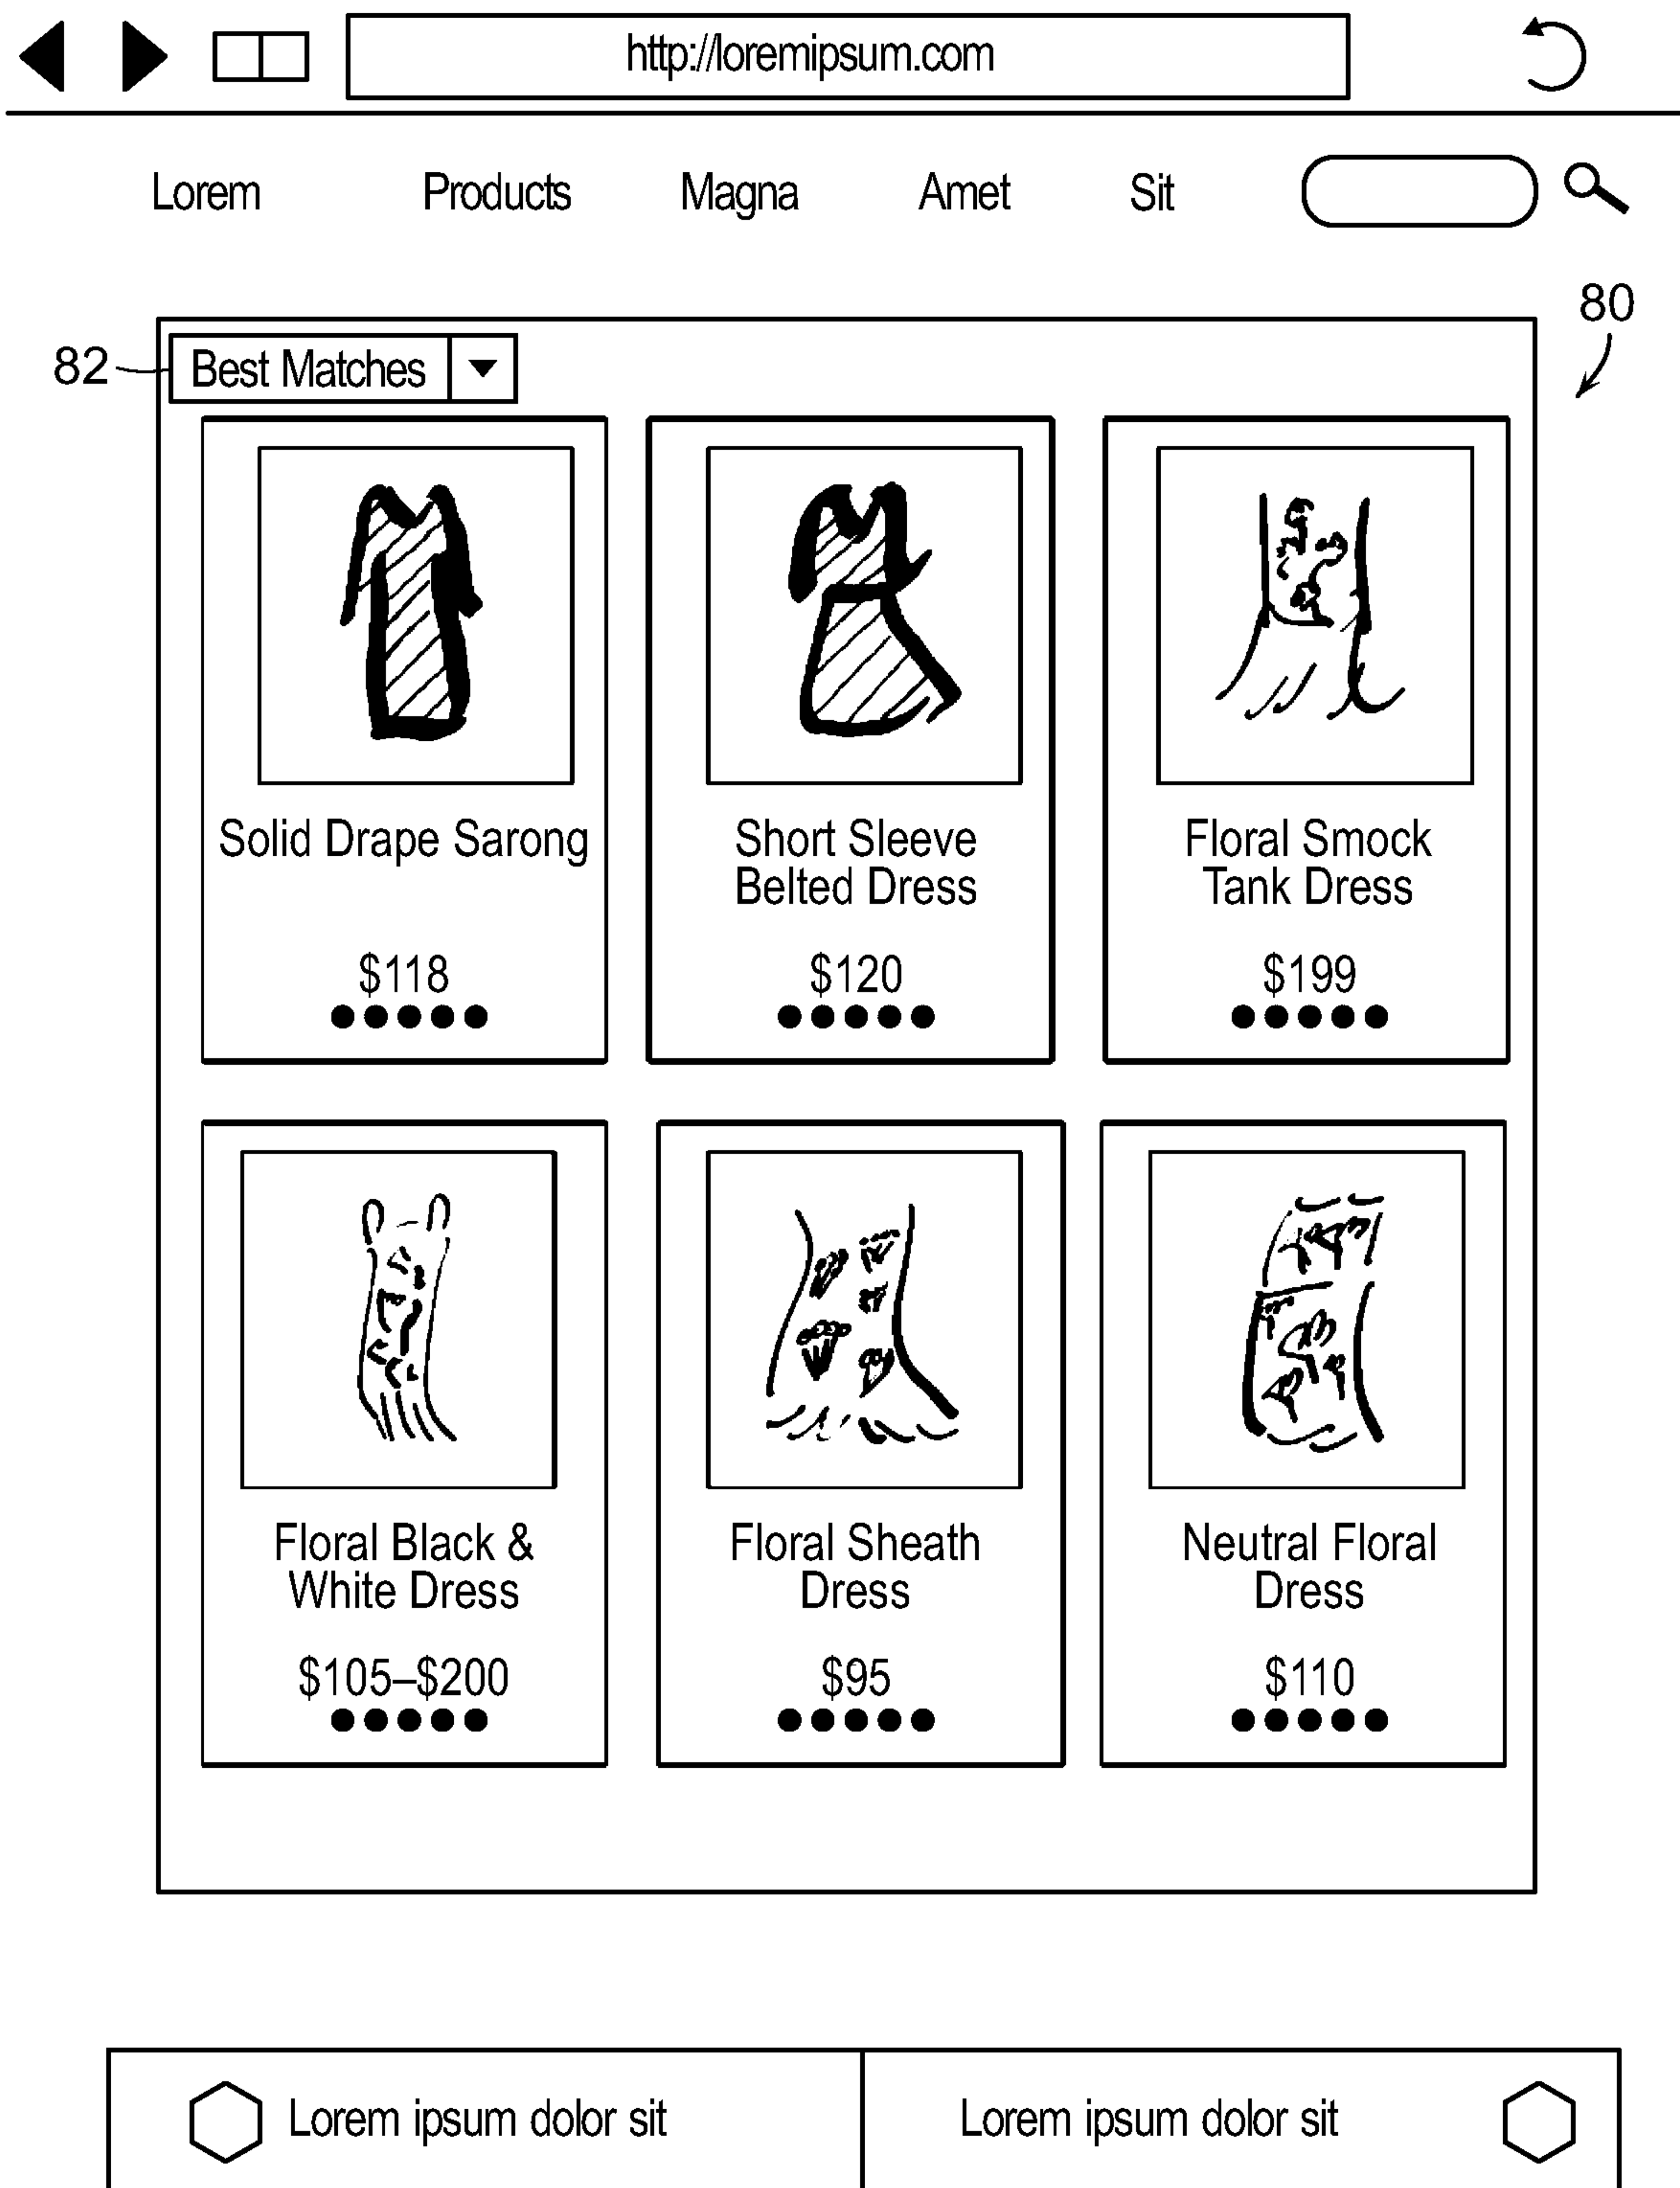 http://loremipsum.com
Lorem Products Magna Amet Sit
80
82
Best Matches
Solid Drape Sarong
$118
Short Sleeve
Belted Dress
$120
Floral Smock
Tank Dress
$199
Floral Black &
White Dress
$105–$200
Floral Sheath
Dress
$95
Neutral Floral
Dress
$110
Lorem ipsum dolor sit
Lorem ipsum dolor sit